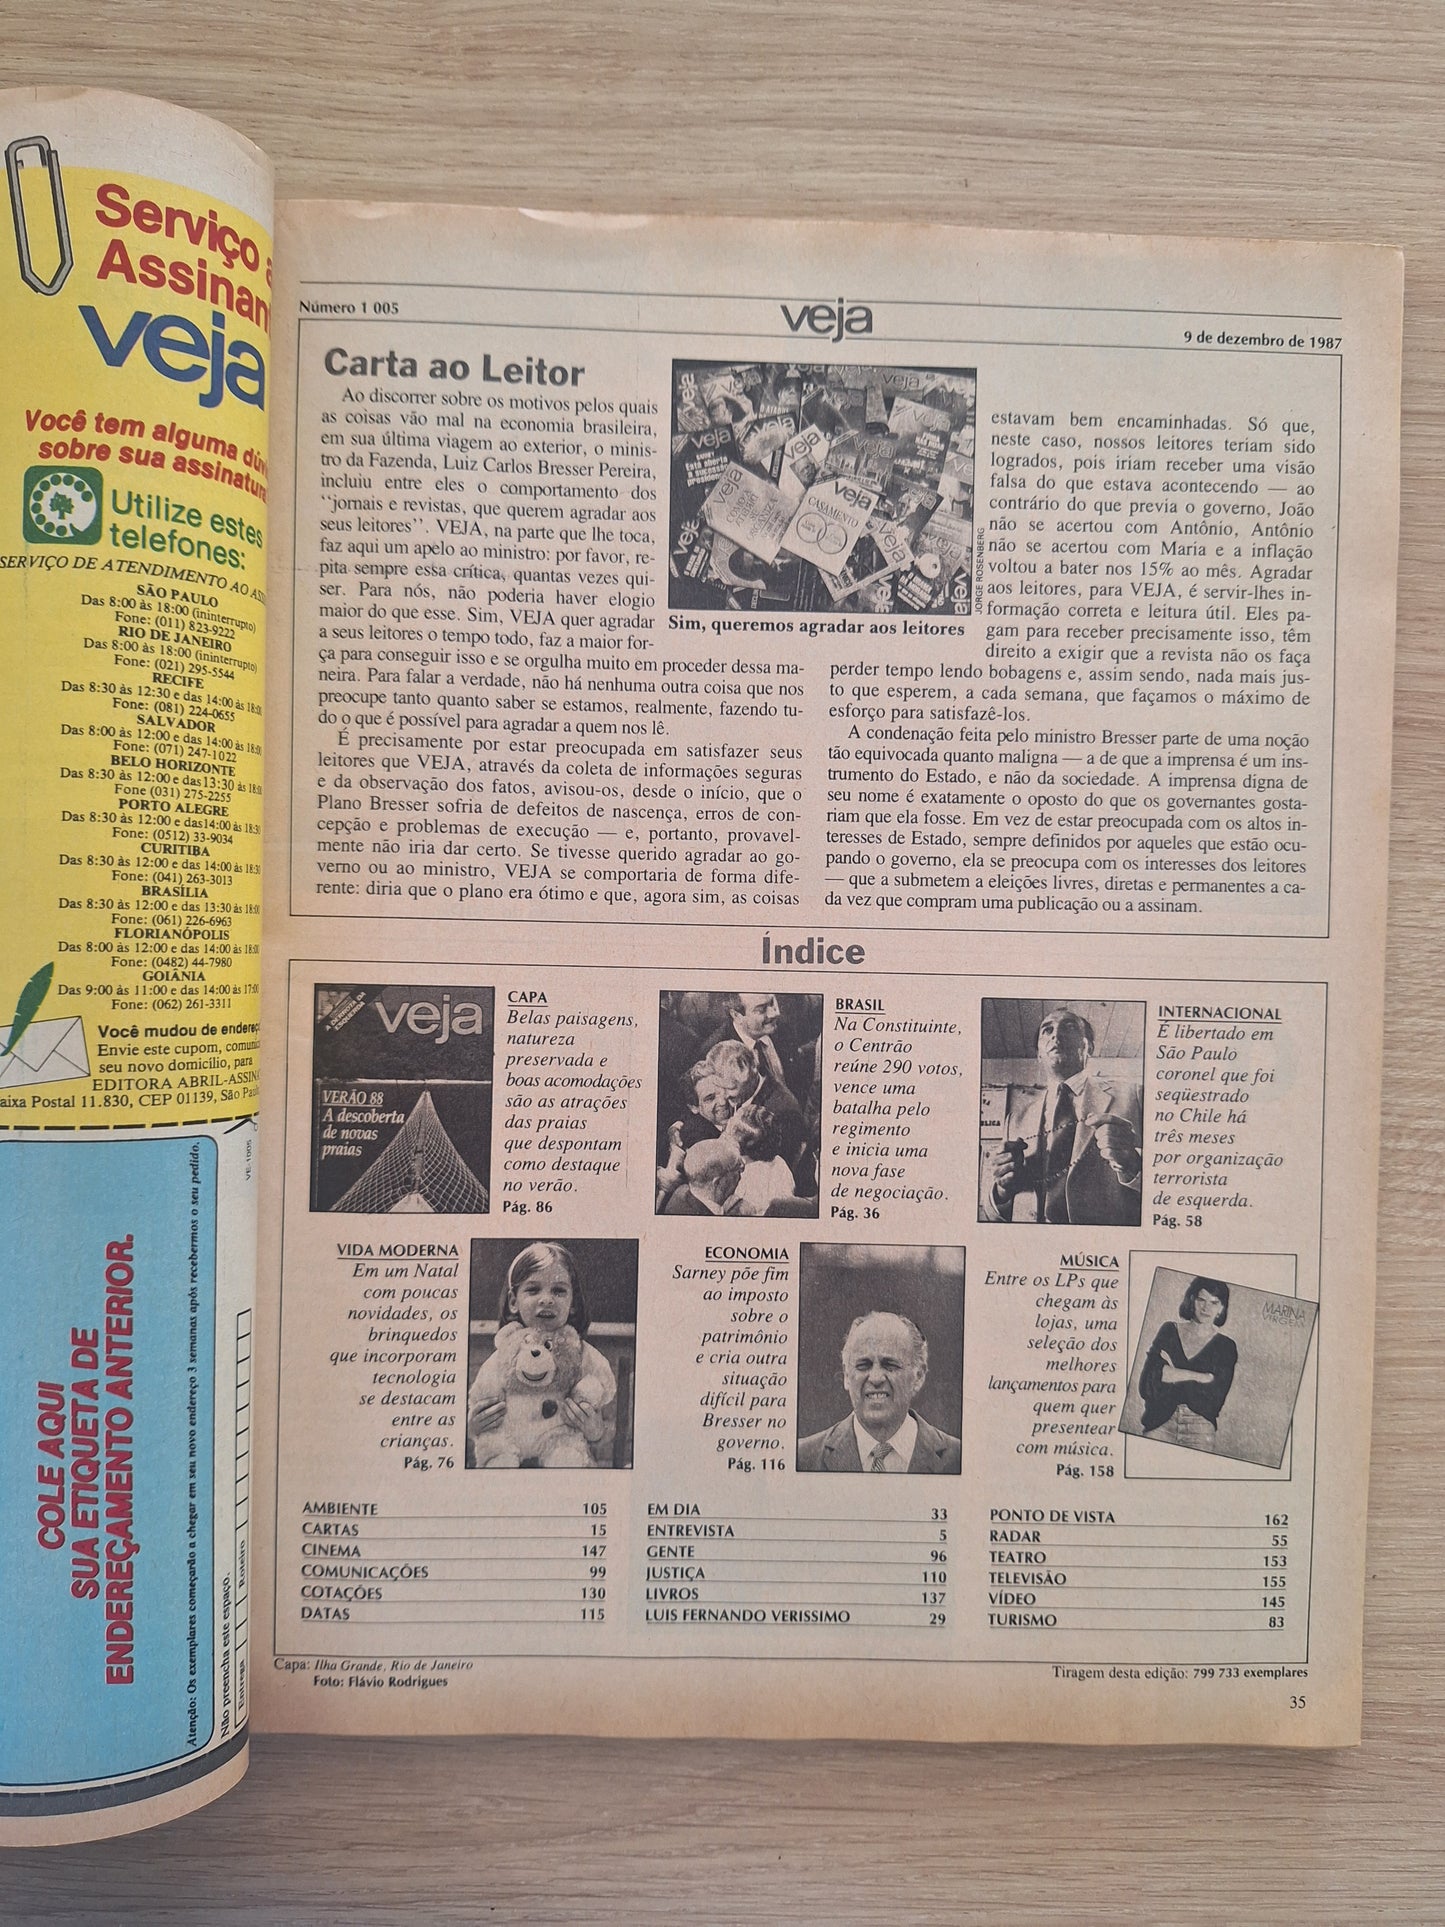 Serviço a
Assinan
veja
Você tem alguma dúv
sobre sua assinatura
Utilize estes
telefones:
SERVIÇO DE ATENDIMENTO AO ASS
SÃO PAULO
Das 8:00 às 18:00 (ininterrupto)
Fone: (011) 823-9222
RIO DE JANEIRO
Das 8:00 às 18:00 (ininterrupto)
Fone: (021) 295-5544
RECIFE
Das 8:30 às 12:30 e das 14:00 às 18:00
Fone: (081) 224-0655
SALVADOR
Das 8:00 às 12:00 e das 14:00 às 18:00
Fone: (071) 247-1022
BELO HORIZONTE
Das 8:30 às 12:00 e das 13:30 às 18:
Fone (031) 275-2255
PORTO ALEGRE
Das 8:30 às 12:00 e das 14:00 às 18:30
Fone: (0512) 33-9034
CURITIBA
Das 8:30 às 12:00 e das 14:00 às 18:00
Fone: (041) 263-3013
BRASÍLIA
Das 8:30 às 12:00 e das 13:30 às 18:00
Fone: (061) 226-6963
FLORIANÓPOLIS
Das 8:00 às 12:00 e das 14:00 às 18:00
Fone: (0482) 44-7980
GOIÂNIA
Das 9:00 às 11:00 e das 14:00 às 17:00
Fone: (062) 261-3311
Você mudou de endereço
Envie este cupom, comunic
seu novo domicílio, para
EDITORA ABRIL-ASSINA
aixa Postal 11.830, CEP 01139, São Paul
VE-1005
COLE AQUI
SUA ETIQUETA DE
ENDEREÇAMENTO ANTERIOR.
Atenção: Os exemplares começarão a chegar em seu novo endereço 3 semanas após recebermos o seu pedido.
Não preencha este espaço.
Entrega
Roteiro
Número 1 005
veja
9 de dezembro de 1987
Carta ao Leitor
Ao discorrer sobre os motivos pelos quais
as coisas vão mal na economia brasileira,
em sua última viagem ao exterior, o minis-
tro da Fazenda, Luiz Carlos Bresser Pereira,
incluiu entre eles o comportamento dos
“jornais e revistas, que querem agradar aos
seus leitores”. VEJA, na parte que lhe toca,
faz aqui um apelo ao ministro: por favor, re-
pita sempre essa crítica, quantas vezes qui-
ser. Para nós, não poderia haver elogio
maior do que esse. Sim, VEJA quer agradar
a seus leitores o tempo todo, faz a maior for-
ça para conseguir isso e se orgulha muito em proceder dessa ma-
neira. Para falar a verdade, não há nenhuma outra coisa que nos
preocupe tanto quanto saber se estamos, realmente, fazendo tu-
do o que é possível para agradar a quem nos lê.
É precisamente por estar preocupada em satisfazer seus
leitores que VEJA, através da coleta de informações seguras
e da observação dos fatos, avisou-os, desde o início, que o
Plano Bresser sofria de defeitos de nascença, erros de con-
cepção e problemas de execução — e, portanto, provavel-
mente não iria dar certo. Se tivesse querido agradar ao go-
verno ou ao ministro, VEJA se comportaria de forma dife-
rente: diria que o plano era ótimo e que, agora sim, as coisas
veja
CASAMENTO
JORGE ROSENBERG
Sim, queremos agradar aos leitores
estavam bem encaminhadas. Só que,
neste caso, nossos leitores teriam sido
logrados, pois iriam receber uma visão
falsa do que estava acontecendo — ao
contrário do que previa o governo, João
não se acertou com Antônio, Antônio
não se acertou com Maria e a inflação
voltou a bater nos 15% ao mês. Agradar
aos leitores, para VEJA, é servir-lhes in-
formação correta e leitura útil. Eles pa-
gam para receber precisamente isso, têm
direito a exigir que a revista não os faça
perder tempo lendo bobagens e, assim sendo, nada mais jus-
to que esperem, a cada semana, que façamos o máximo de
esforço para satisfazê-los.
A condenação feita pelo ministro Bresser parte de uma noção
tão equivocada quanto maligna — a de que a imprensa é um ins-
trumento do Estado, e não da sociedade. A imprensa digna de
seu nome é exatamente o oposto do que os governantes gosta-
riam que ela fosse. Em vez de estar preocupada com os altos in-
teresses de Estado, sempre definidos por aqueles que estão ocu-
pando o governo, ela se preocupa com os interesses dos leitores
— que a submetem a eleições livres, diretas e permanentes a ca-
da vez que compram uma publicação ou a assinam.
Índice
A DERROTA DA
ESQUERDA
veja
VERÃO 88
A descoberta
de novas
praias
CAPA
Belas paisagens,
natureza
preservada e
boas acomodações
são as atrações
das praias
que despontam
como destaque
no verão.
Pág. 86
BRASIL
Na Constituinte,
o Centrão
reúne 290 votos,
vence uma
batalha pelo
regimento
e inicia uma
nova fase
de negociação.
Pág. 36
INTERNACIONAL
É libertado em
São Paulo
coronel que foi
seqüestrado
no Chile há
três meses
por organização
terrorista
de esquerda.
Pág. 58
VIDA MODERNA
Em um Natal
com poucas
novidades, os
brinquedos
que incorporam
tecnologia
se destacam
entre as
crianças.
Pág. 76
ECONOMIA
Sarney põe fim
ao imposto
sobre o
patrimônio
e cria outra
situação
difícil para
Bresser no
governo.
Pág. 116
MÚSICA
Entre os LPs que
chegam às
lojas, uma
seleção dos
melhores
lançamentos para
quem quer
presentear
com música.
Pág. 158
MARINA
VIRGEM
AMBIENTE 105
CARTAS 15
CINEMA 147
COMUNICAÇÕES 99
COTAÇÕES 130
DATAS 115
EM DIA 33
ENTREVISTA 5
GENTE 96
JUSTIÇA 110
LIVROS 137
LUIS FERNANDO VERISSIMO 29
PONTO DE VISTA 162
RADAR 55
TEATRO 153
TELEVISÃO 155
VÍDEO 145
TURISMO 83
Capa: Ilha Grande, Rio de Janeiro
Foto: Flávio Rodrigues
Tiragem desta edição: 799 733 exemplares
35